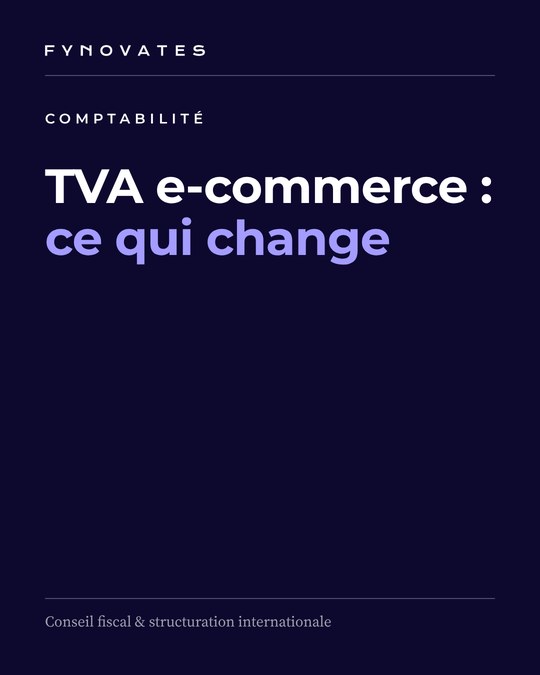 FYNOVATES
COMPTABILITÉ
TVA e-commerce :
ce qui change
Conseil fiscal & structuration internationale